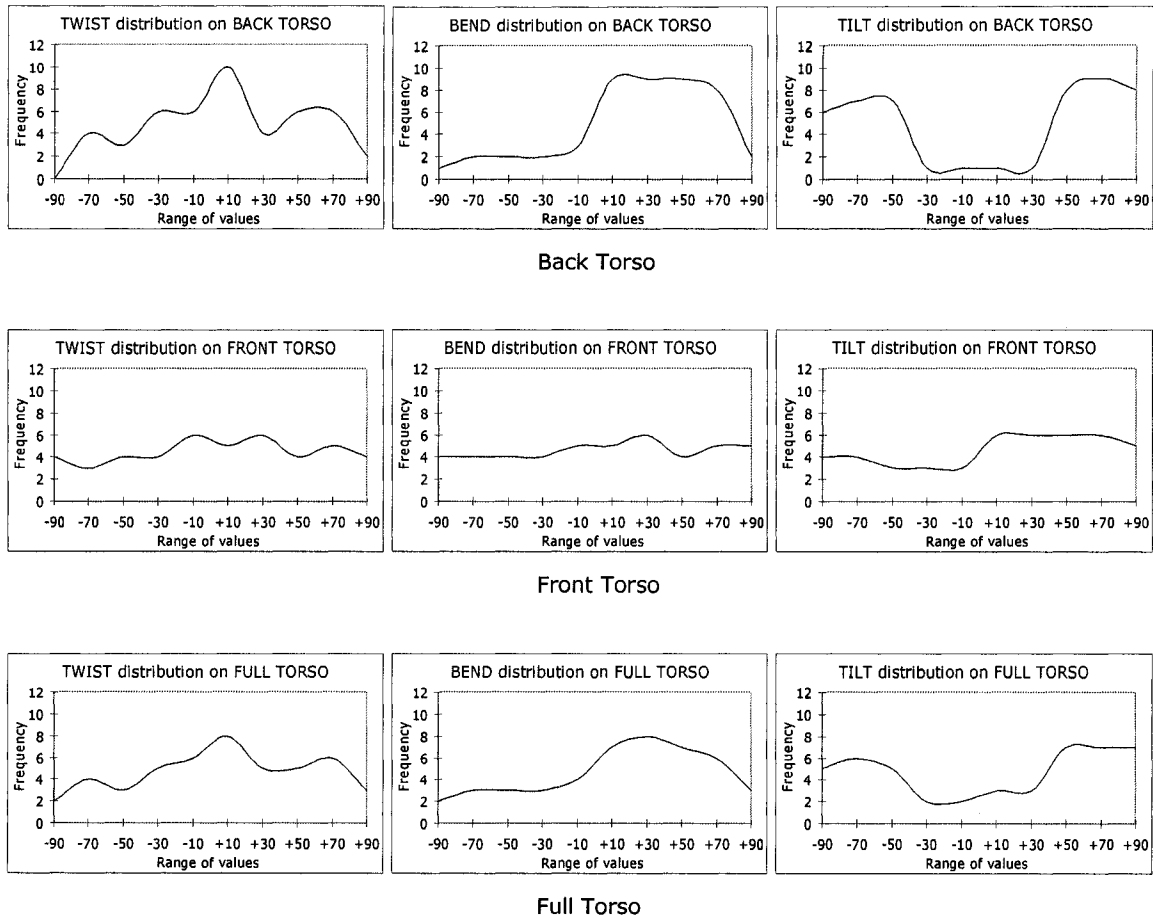 TWIST distribution on BACK TORSO
12
10
8
6
4
2
0
Frequency
-90 -70 -50 -30 -10 +10 +30 +50 +70 +90
Range of values
BEND distribution on BACK TORSO
12
10
8
6
4
2
0
Frequency
-90 -70 -50 -30 -10 +10 +30 +50 +70 +90
Range of values
TILT distribution on BACK TORSO
12
10
8
6
4
2
0
Frequency
-90 -70 -50 -30 -10 +10 +30 +50 +70 +90
Range of values
Back Torso
TWIST distribution on FRONT TORSO
12
10
8
6
4
2
0
Frequency
-90 -70 -50 -30 -10 +10 +30 +50 +70 +90
Range of values
BEND distribution on FRONT TORSO
12
10
8
6
4
2
0
Frequency
-90 -70 -50 -30 -10 +10 +30 +50 +70 +90
Range of values
TILT distribution on FRONT TORSO
12
10
8
6
4
2
0
Frequency
-90 -70 -50 -30 -10 +10 +30 +50 +70 +90
Range of values
Front Torso
TWIST distribution on FULL TORSO
12
10
8
6
4
2
0
Frequency
-90 -70 -50 -30 -10 +10 +30 +50 +70 +90
Range of values
BEND distribution on FULL TORSO
12
10
8
6
4
2
0
Frequency
-90 -70 -50 -30 -10 +10 +30 +50 +70 +90
Range of values
TILT distribution on FULL TORSO
12
10
8
6
4
2
0
Frequency
-90 -70 -50 -30 -10 +10 +30 +50 +70 +90
Range of values
Full Torso